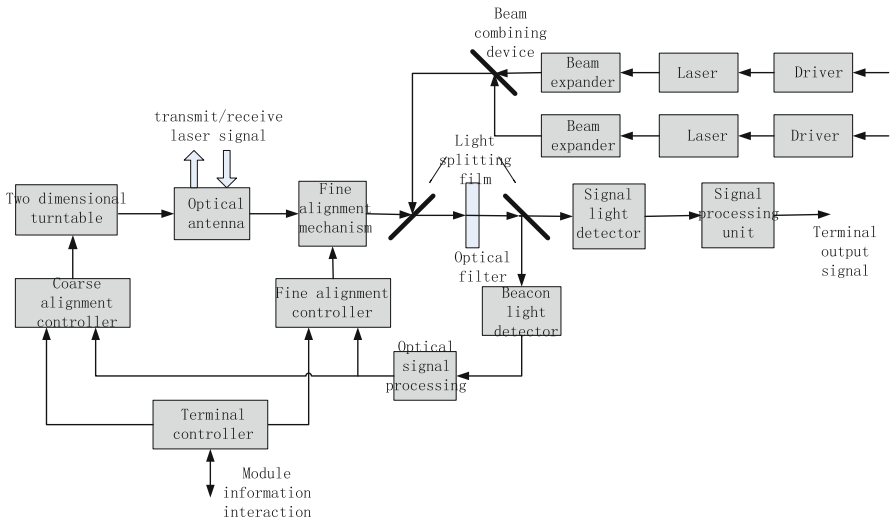 Beam
combining
device
Beam
expander
Laser
Driver
transmit/receive
laser signal
Beam
expander
Laser
Driver
Light
splitting
film
Two dimensional
turntable
Optical
antenna
Fine
alignment
mechanism
Signal
light
detector
Signal
processing
unit
Terminal
output
signal
Optical
filter
Coarse
alignment
controller
Fine alignment
controller
Beacon
light
detector
Optical
signal
processing
Terminal
controller
Module
information
interaction